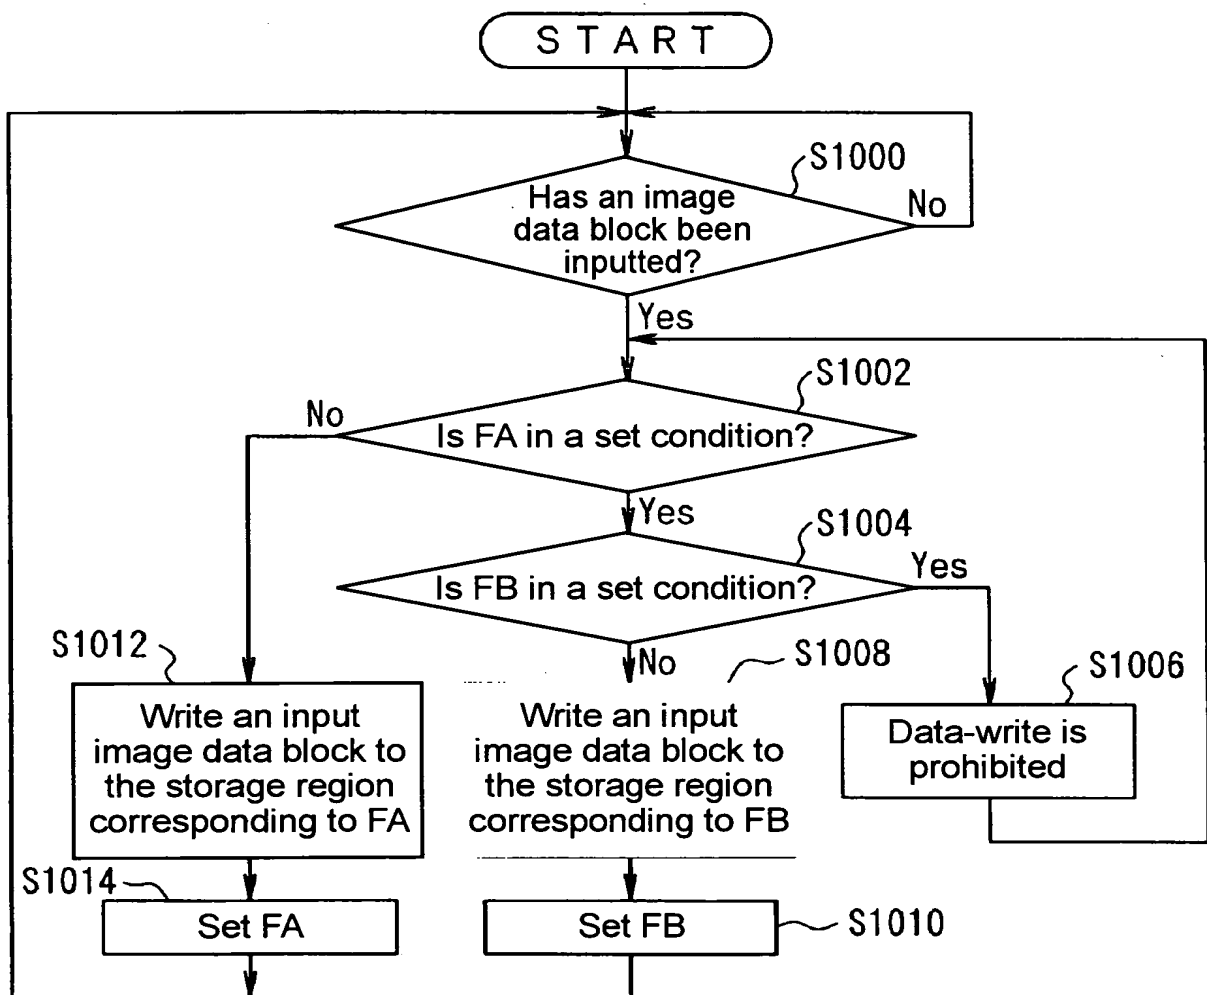 START
S1000
Has an image
data block been
inputted?
No
Yes
S1002
No
Is FA in a set condition?
Yes
S1004
Is FB in a set condition?
Yes
S1012
No
S1008
S1006
Write an input
image data block to
the storage region
corresponding to FA
Write an input
image data block to
the storage region
corresponding to FB
Data-write is
prohibited
S1014
Set FA
Set FB
S1010